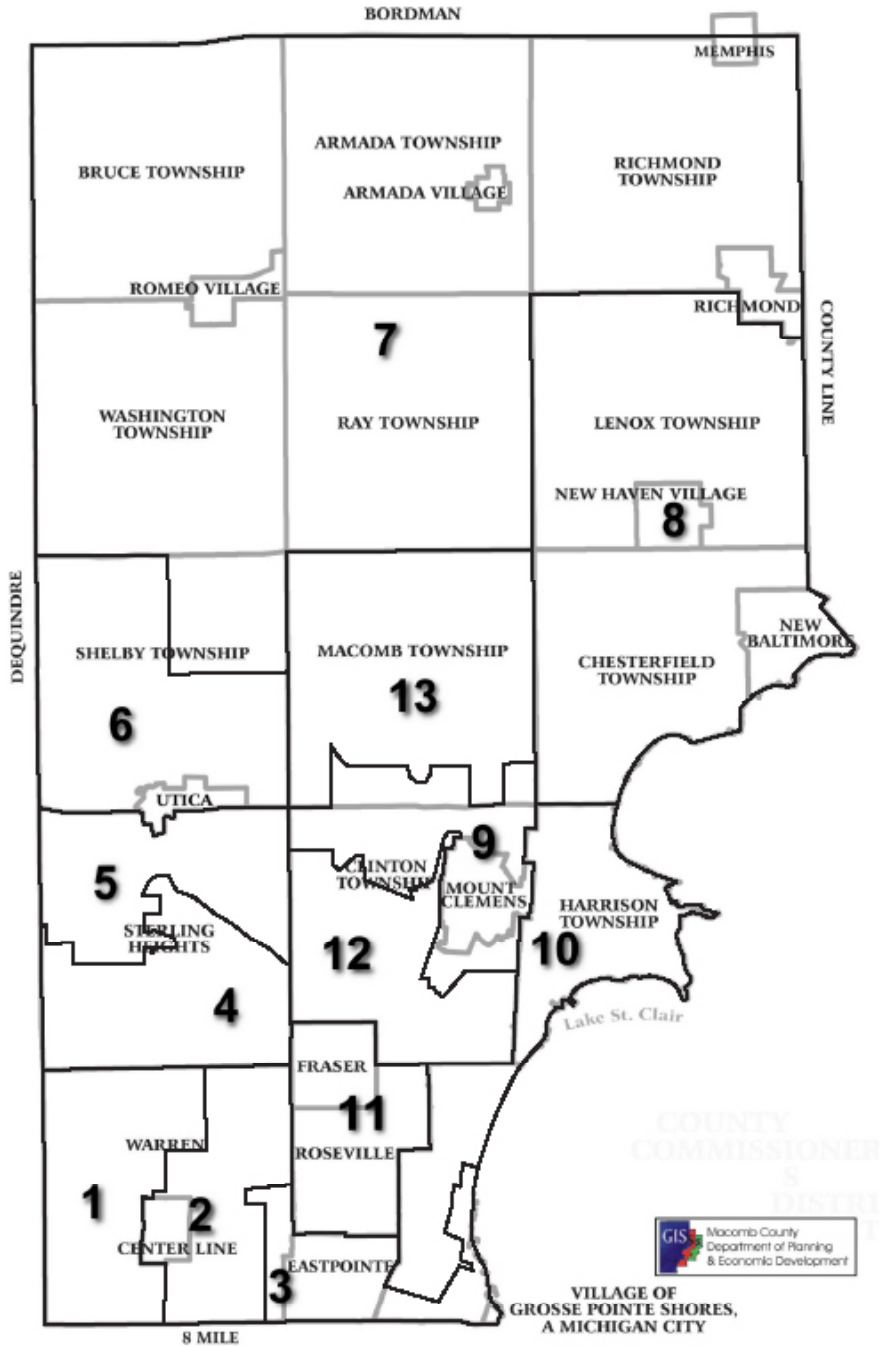 BORDMAN
MEMPHIS
ARMADA TOWNSHIP
BRUCE TOWNSHIP
RICHMOND
TOWNSHIP
ARMADA VILLAGE
ROMEO VILLAGE
RICHMOND
COUNTY LINE
7
WASHINGTON
TOWNSHIP
RAY TOWNSHIP
LENOX TOWNSHIP
NEW HAVEN VILLAGE
8
DEQUINDRE
SHELBY TOWNSHIP
MACOMB TOWNSHIP
NEW
BALTIMORE
CHESTERFIELD
TOWNSHIP
13
6
UTICA
9
5
CLINTON
TOWNSHIP
MOUNT
CLEMENS
HARRISON
TOWNSHIP
STERLING
HEIGHTS
12
10
4
Lake St. Clair
FRASER
11
COUNTY
COMMISSIONER
S
WARREN
ROSEVILLE
1
2
CENTER LINE
3
EASTPOINTE
GIS
Macomb County
Department of Planning
& Economic Development
VILLAGE OF
GROSSE POINTE SHORES,
A MICHIGAN CITY
8 MILE